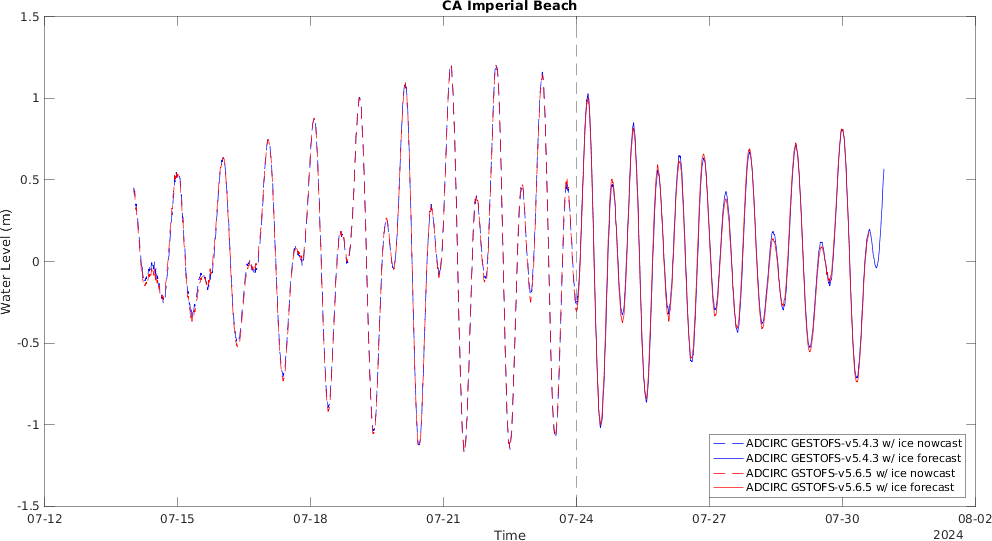 CA Imperial Beach
1.5
1
0.5
0
-0.5
-1
-1.5
Water Level (m)
07-12
07-15
07-18
07-21
07-24
07-27
07-30
08-02
Time
2024
ADCIRC GESTOFS-v5.4.3 w/ ice nowcast
ADCIRC GESTOFS-v5.4.3 w/ ice forecast
ADCIRC GSTOFS-v5.6.5 w/ ice nowcast
ADCIRC GSTOFS-v5.6.5 w/ ice forecast